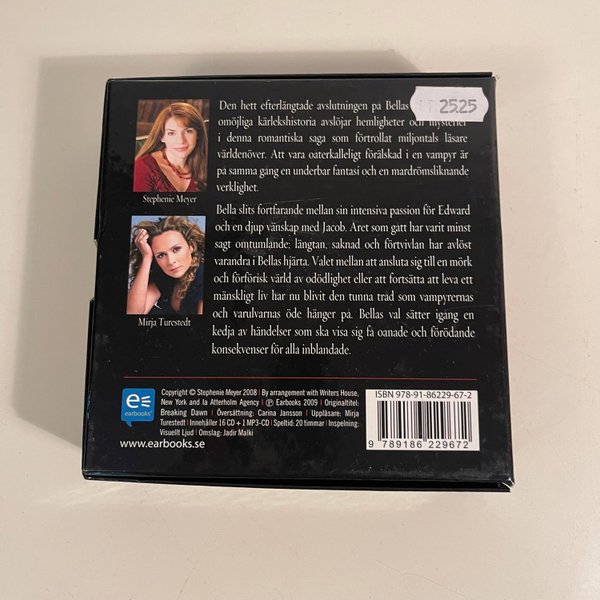 Den hett efterlängtade avslutningen på Bellas
2525
omöjliga kärlekshistoria avslöjar hemligheter och mysterier
i denna romantiska saga som förtrollat miljontals läsare
världenöver. Att vara oåterkalleligt förälskad i en vampyr är
på samma gång en underbar fantasi och en mardrömsliknande
verklighet.
Stephenie Meyer
Bella slits fortfarande mellan sin intensiva passion för Edward
och en djup vänskap med Jacob. Året som gått har varit minst
sagt omtumlande; längtan, saknad och förtvivlan har avlöst
varandra i Bellas hjärta. Valet mellan att ansluta sig till en mörk
och förförisk värld av odödlighet eller att fortsätta att leva ett
mänskligt liv har nu blivit den tunna tråd som vampyrernas
och varulvarnas öde hänger på. Bellas val sätter igång en
kedja av händelser som ska visa sig få oanade och förödande
konsekvenser för alla inblandade.
Mirja Turestedt
e
earbooks
Copyright © Stephenie Meyer 2008 | By arrangement with Writers House,
New York and Ia Atterholm Agency | ℗ Earbooks 2009 | Originaltitel:
Breaking Dawn | Översättning: Carina Jansson | Uppläsare: Mirja
Turestedt | Innehåller 16 CD + 1 MP3-CD | Speltid: 20 timmar | Inspelning:
Visuellt Ljud | Omslag: Jadir Malki
www.earbooks.se
ISBN 978-91-86229-67-2
9 789186 229672